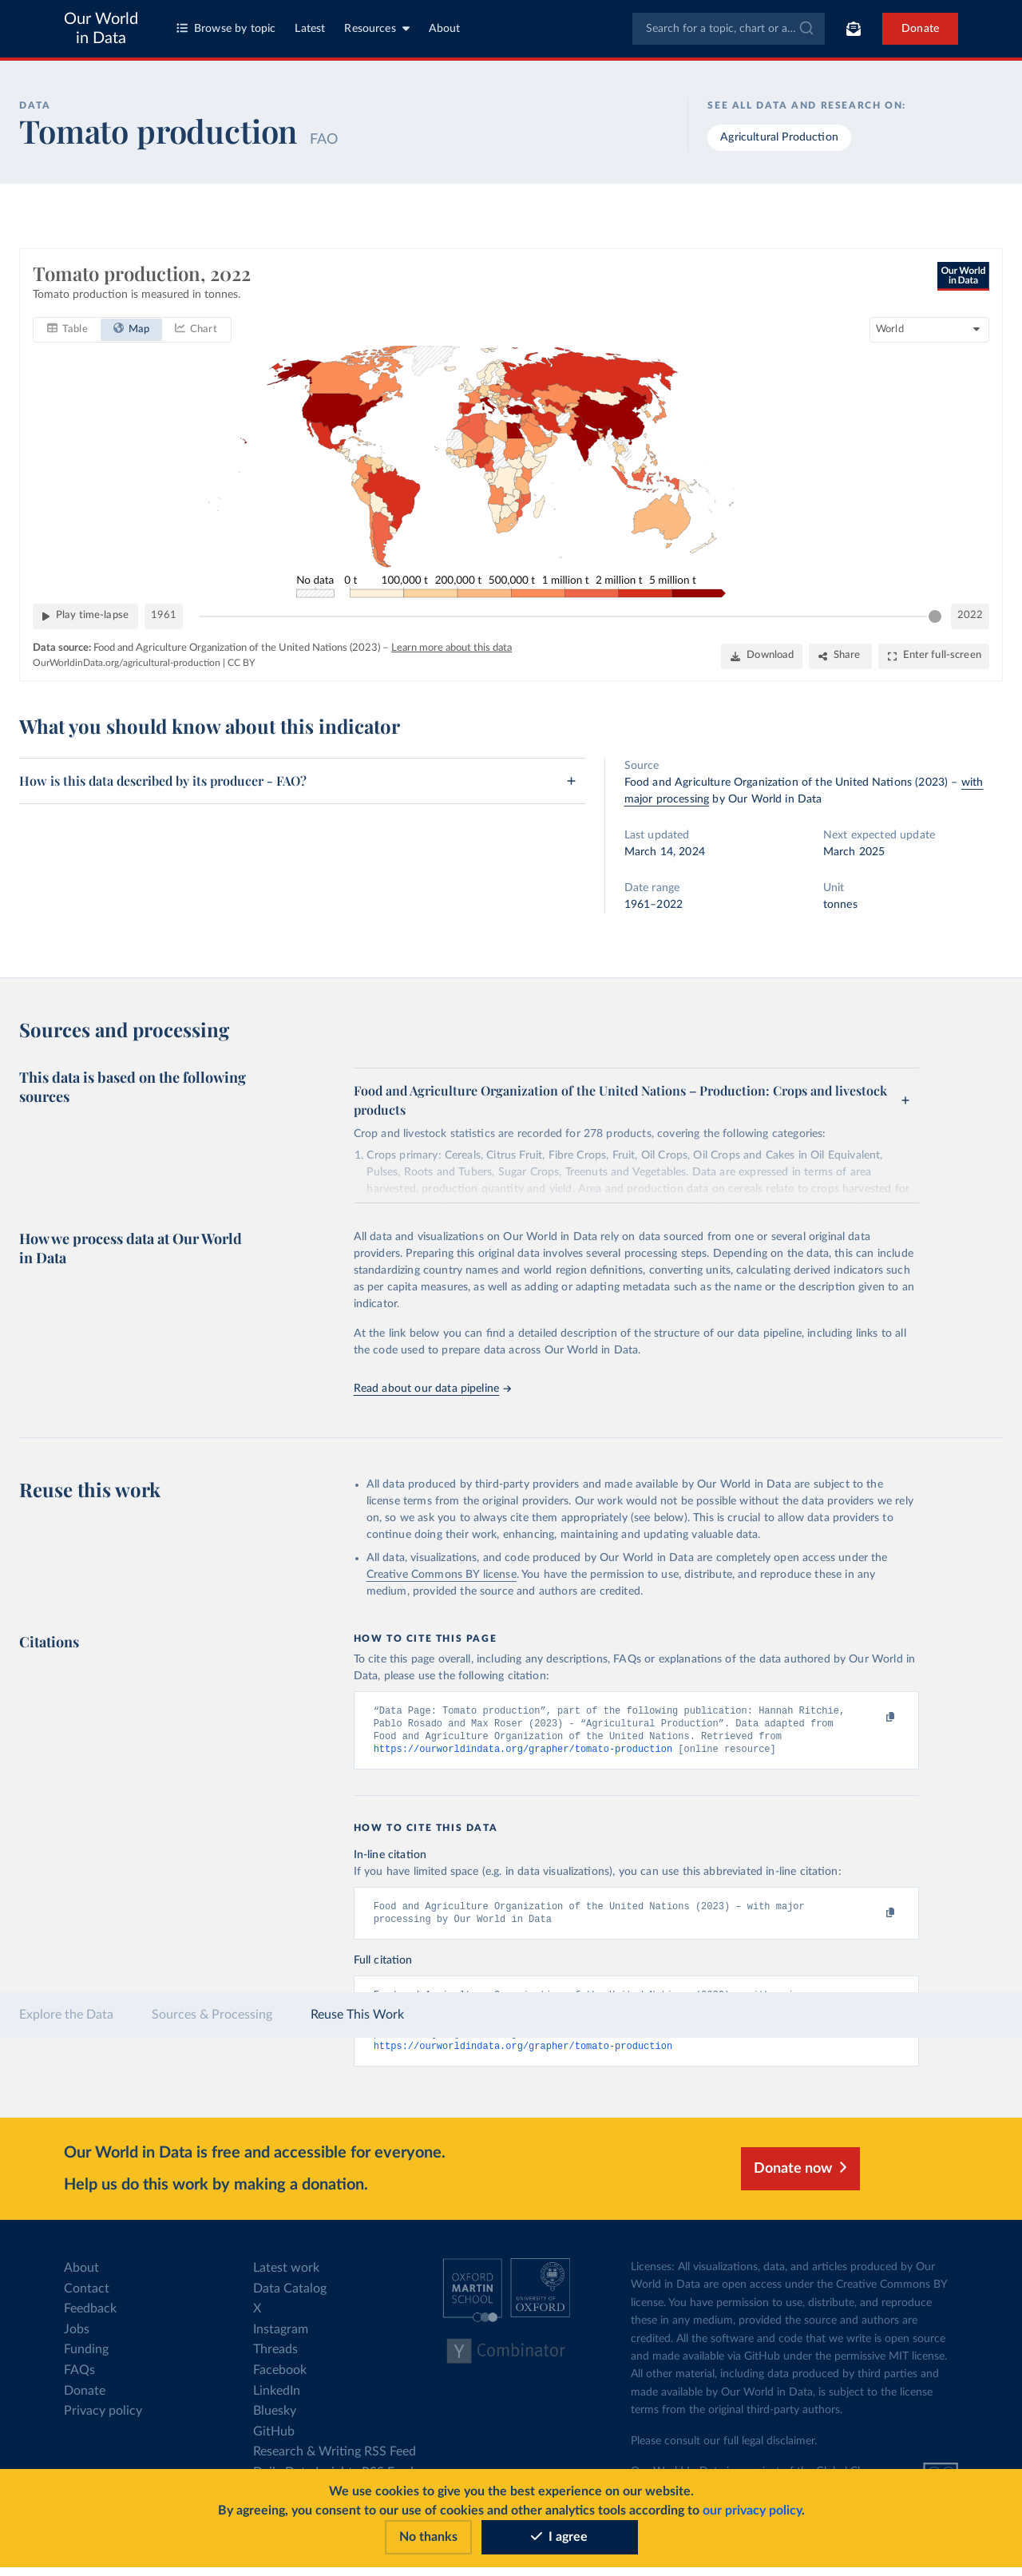 Our World
in Data
Browse by topic
Latest
Resources
About
Search for a topic, chart or a...
Donate
DATA
Tomato production FAO
SEE ALL DATA AND RESEARCH ON:
Agricultural Production
Tomato production, 2022
Tomato production is measured in tonnes.
Our World
in Data
Table
Map
Chart
World
No data
0 t
100,000 t
200,000 t
500,000 t
1 million t
2 million t
5 million t
Play time-lapse
1961
2022
Data source: Food and Agriculture Organization of the United Nations (2023) – Learn more about this data
OurWorldinData.org/agricultural-production | CC BY
Download
Share
Enter full-screen
What you should know about this indicator
How is this data described by its producer - FAO?
Source
Food and Agriculture Organization of the United Nations (2023) – with
major processing by Our World in Data
Last updated
March 14, 2024
Next expected update
March 2025
Date range
1961–2022
Unit
tonnes
Sources and processing
This data is based on the following
sources
Food and Agriculture Organization of the United Nations – Production: Crops and livestock
products
Crop and livestock statistics are recorded for 278 products, covering the following categories:
1. Crops primary: Cereals, Citrus Fruit, Fibre Crops, Fruit, Oil Crops, Oil Crops and Cakes in Oil Equivalent,
Pulses, Roots and Tubers, Sugar Crops, Treenuts and Vegetables. Data are expressed in terms of area
harvested, production quantity and yield. Area and production data on cereals relate to crops harvested for
How we process data at Our World
in Data
All data and visualizations on Our World in Data rely on data sourced from one or several original data
providers. Preparing this original data involves several processing steps. Depending on the data, this can include
standardizing country names and world region definitions, converting units, calculating derived indicators such
as per capita measures, as well as adding or adapting metadata such as the name or the description given to an
indicator.
At the link below you can find a detailed description of the structure of our data pipeline, including links to all
the code used to prepare data across Our World in Data.
Read about our data pipeline
Reuse this work
• All data produced by third-party providers and made available by Our World in Data are subject to the
license terms from the original providers. Our work would not be possible without the data providers we rely
on, so we ask you to always cite them appropriately (see below). This is crucial to allow data providers to
continue doing their work, enhancing, maintaining and updating valuable data.
• All data, visualizations, and code produced by Our World in Data are completely open access under the
Creative Commons BY license. You have the permission to use, distribute, and reproduce these in any
medium, provided the source and authors are credited.
Citations
HOW TO CITE THIS PAGE
To cite this page overall, including any descriptions, FAQs or explanations of the data authored by Our World in
Data, please use the following citation:
“Data Page: Tomato production”, part of the following publication: Hannah Ritchie,
Pablo Rosado and Max Roser (2023) - “Agricultural Production”. Data adapted from
Food and Agriculture Organization of the United Nations. Retrieved from
https://ourworldindata.org/grapher/tomato-production [online resource]
HOW TO CITE THIS DATA
In-line citation
If you have limited space (e.g. in data visualizations), you can use this abbreviated in-line citation:
Food and Agriculture Organization of the United Nations (2023) – with major
processing by Our World in Data
Full citation
Explore the Data
Sources & Processing
Reuse This Work
https://ourworldindata.org/grapher/tomato-production
Our World in Data is free and accessible for everyone.
Help us do this work by making a donation.
Donate now
About
Contact
Feedback
Jobs
Funding
FAQs
Donate
Privacy policy
Latest work
Data Catalog
X
Instagram
Threads
Facebook
LinkedIn
Bluesky
GitHub
Research & Writing RSS Feed
OXFORD
MARTIN
SCHOOL
UNIVERSITY OF
OXFORD
Y Combinator
Licenses: All visualizations, data, and articles produced by Our
World in Data are open access under the Creative Commons BY
license. You have permission to use, distribute, and reproduce
these in any medium, provided the source and authors are
credited. All the software and code that we write is open source
and made available via GitHub under the permissive MIT license.
All other material, including data produced by third parties and
made available by Our World in Data, is subject to the license
terms from the original third-party authors.
Please consult our full legal disclaimer.
We use cookies to give you the best experience on our website.
By agreeing, you consent to our use of cookies and other analytics tools according to our privacy policy.
No thanks
I agree